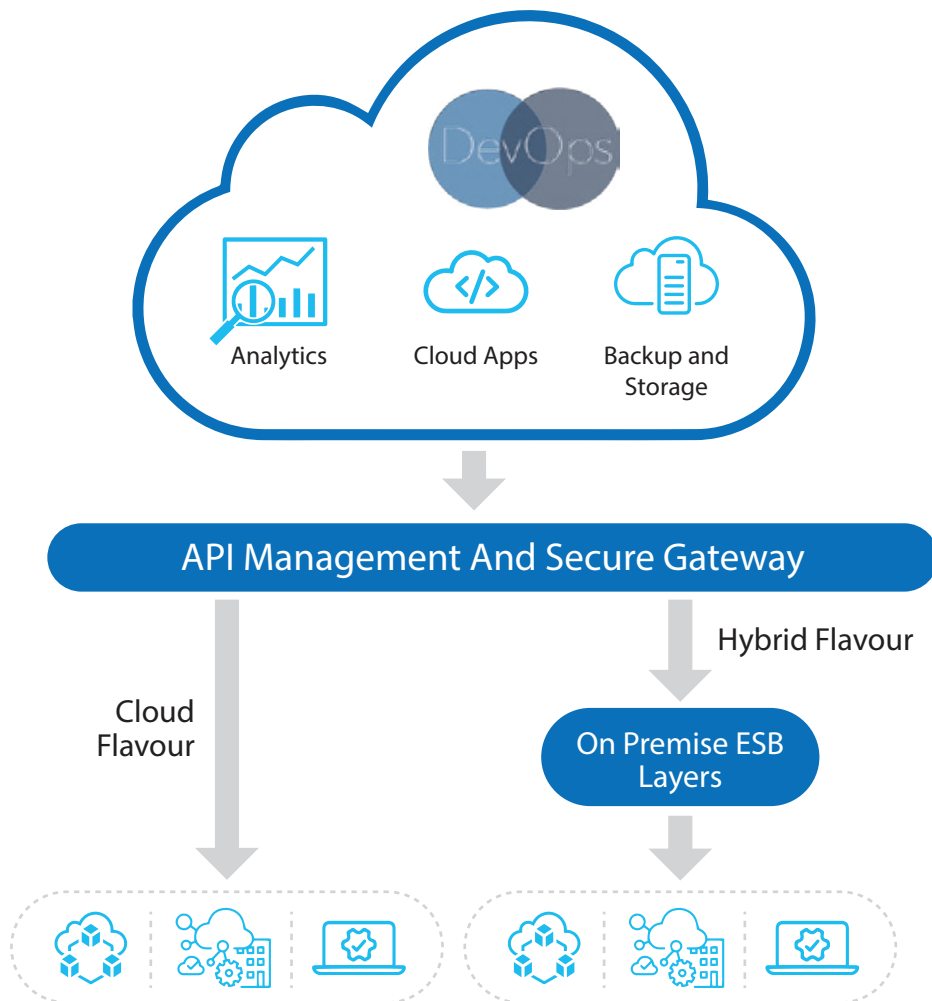 DevOps
Analytics
Cloud Apps
Backup and
Storage
API Management And Secure Gateway
Hybrid Flavour
Cloud
Flavour
On Premise ESB
Layers